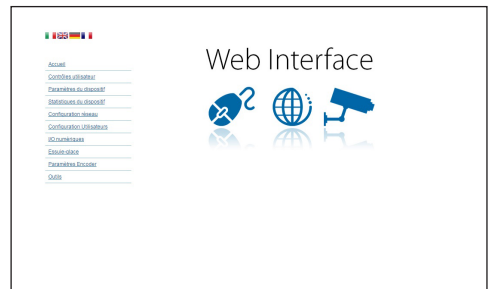 Web Interface
Accueil
Contrôles utilisateur
Paramètres du dispositif
Statistiques du dispositif
Configuration réseau
Configuration Utilisateurs
I/O numériques
Essuie-glace
Paramètres Encoder
Outils